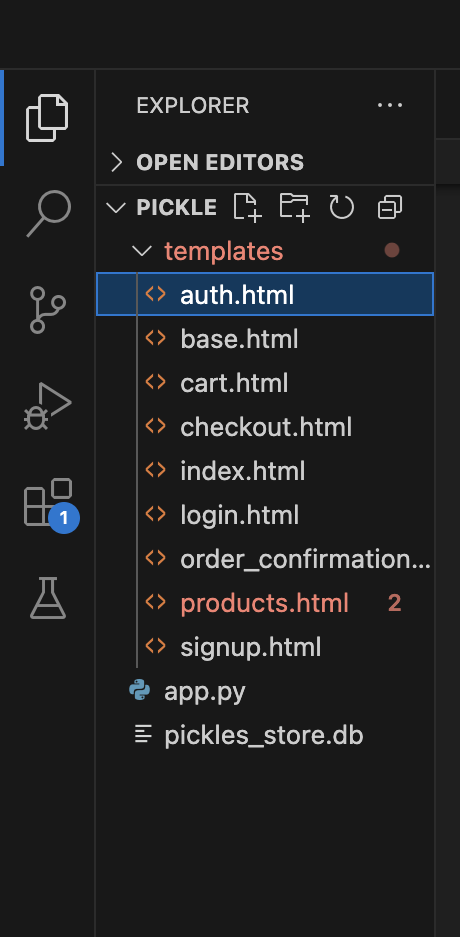 EXPLORER ...
OPEN EDITORS
PICKLE
templates
auth.html
base.html
cart.html
checkout.html
index.html
login.html
order_confirmation...
products.html 2
signup.html
1
app.py
pickles_store.db